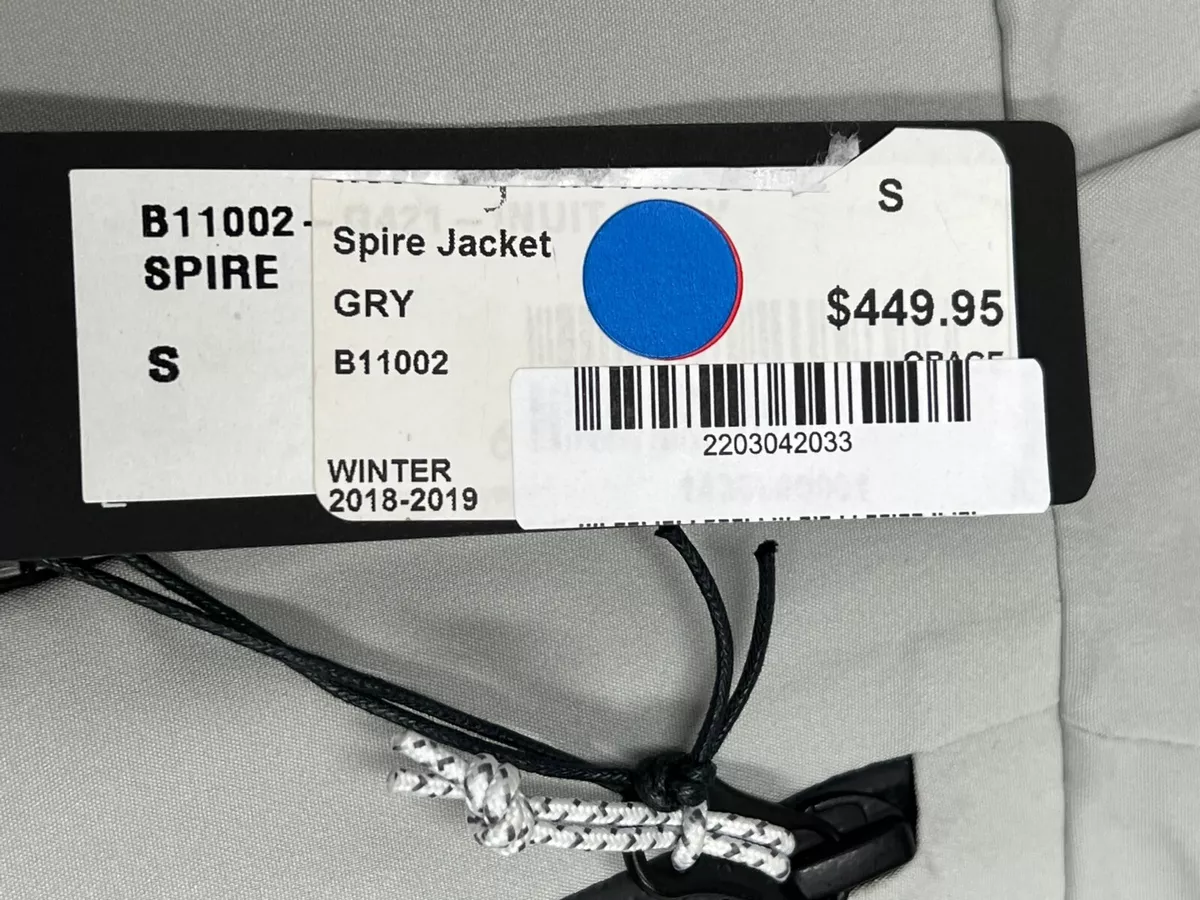 B11002-
SPIRE
S
Spire Jacket
GRY
B11002
WINTER
2018-2019
S
$449.95
2203042033